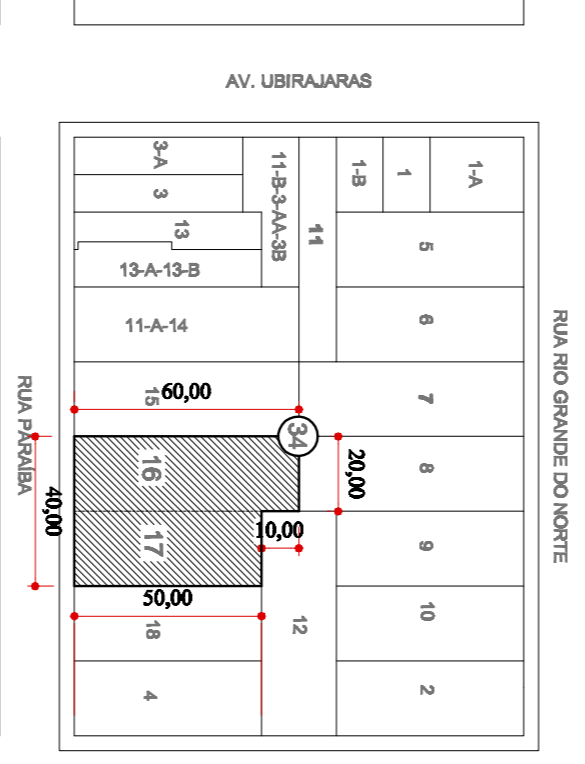 AV. UBIRAJARAS
3-A
3
13
13-A-13-B
11-B-3-AA-3B
11
1-B
1
1-A
5
11-A-14
6
RUA RIO GRANDE DO NORTE
RUA PARAÍBA
15
60,00
7
34
16
20,00
8
40,00
17
10,00
9
50,00
18
12
10
4
2